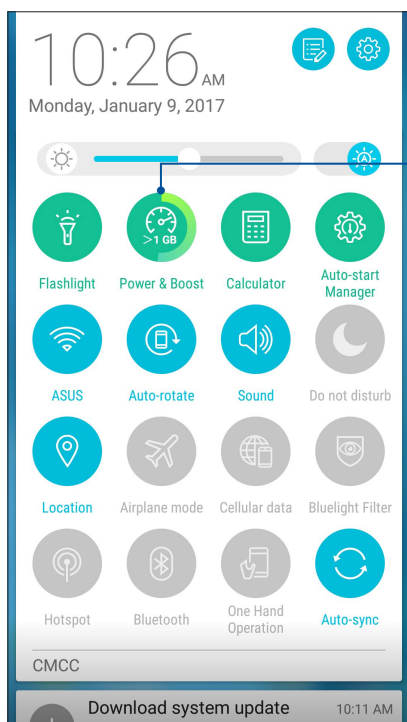 10:26 AM
Monday, January 9, 2017
A
>1 GB
Flashlight
Power & Boost
Calculator
Auto-start
Manager
ASUS
Auto-rotate
Sound
Do not disturb
Location
Airplane mode
Cellular data
Bluelight Filter
Hotspot
Bluetooth
One Hand
Operation
Auto-sync
CMCC
Download system update 10:11 AM